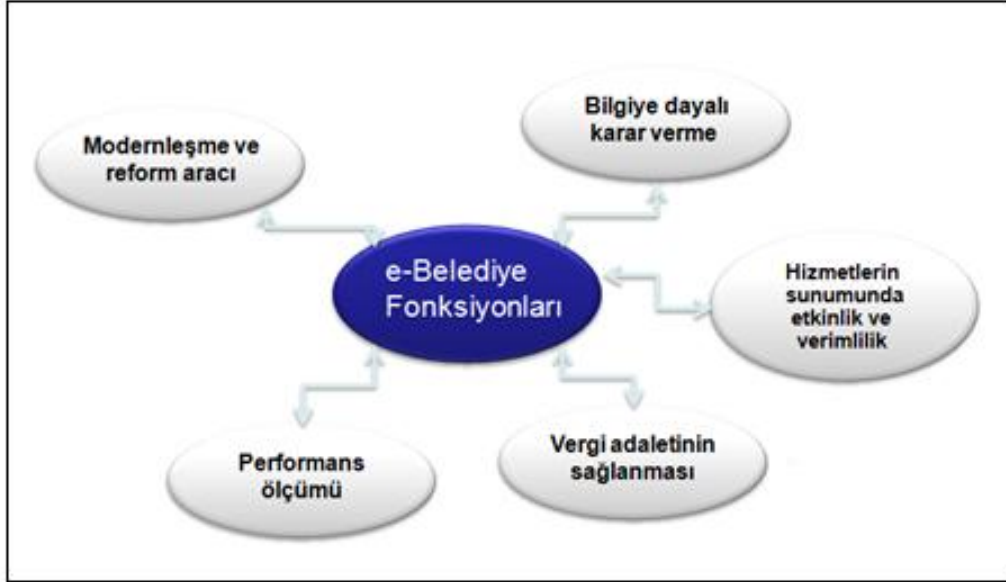 Modernleşme ve
reform aracı
Bilgiye dayalı
karar verme
e-Belediye
Fonksiyonları
Hizmetlerin
sunumunda
etkinlik ve
verimlilik
Performans
ölçümü
Vergi adaletinin
sağlanması